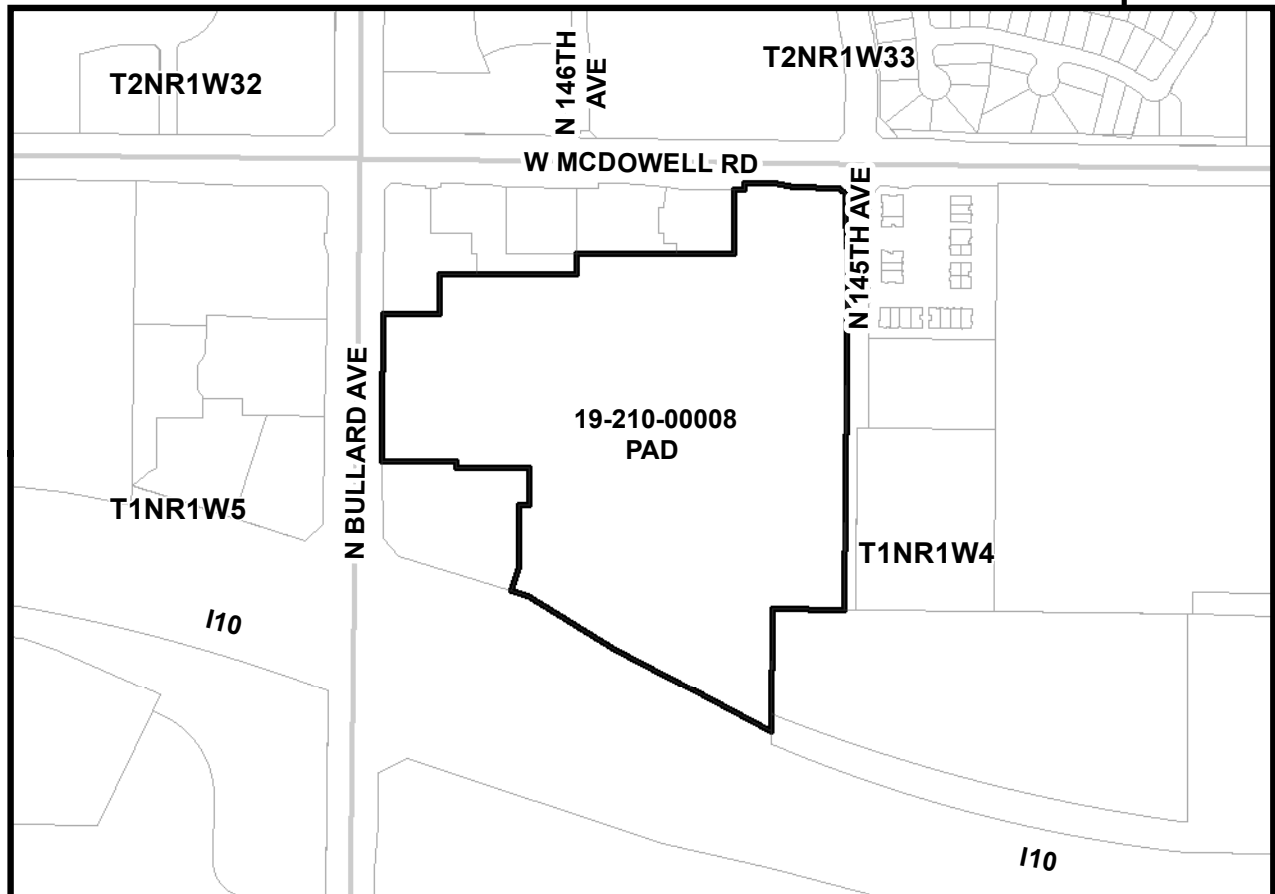 T2NR1W32
N 146TH
AVE
T2NR1W33
W MCDOWELL RD
N 145TH AVE
N BULLARD AVE
19-210-00008
PAD
T1NR1W5
T1NR1W4
I10
I10